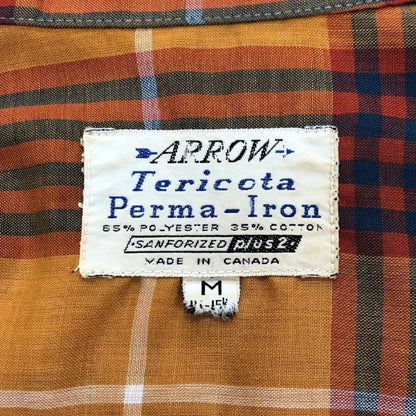 ARROW
Tericota
Perma-Iron
65% POLYESTER 35% COTTON
·SANFORIZED plus 2·
MADE IN CANADA
M